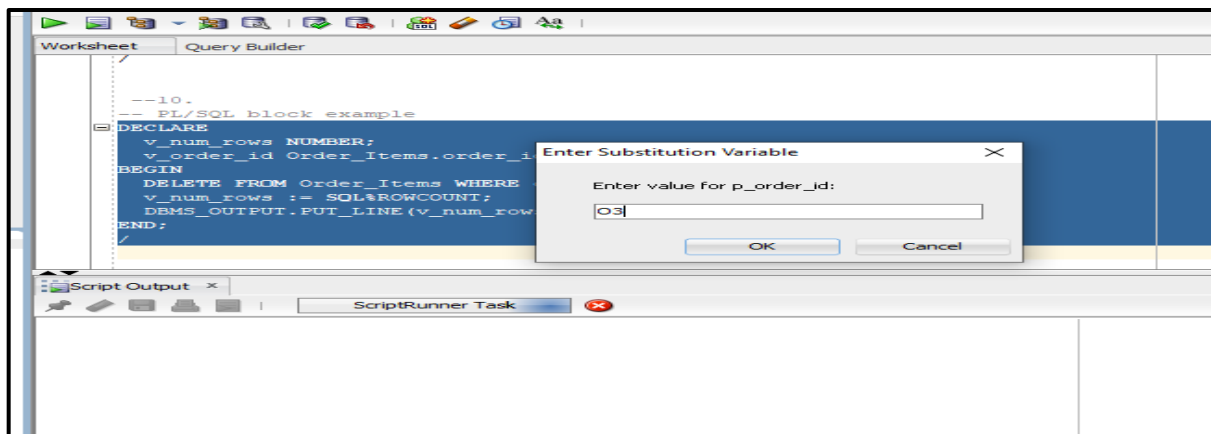 Worksheet Query Builder
/
--10.
-- PL/SQL block example
DECLARE
v_num_rows NUMBER;
v_order_id Order_Items.order_i
BEGIN
DELETE FROM Order_Items WHERE
v_num_rows := SQL%ROWCOUNT;
DBMS_OUTPUT.PUT_LINE(v_num_row
END;
/
Enter Substitution Variable
Enter value for p_order_id:
O3
OK Cancel
Script Output
ScriptRunner Task